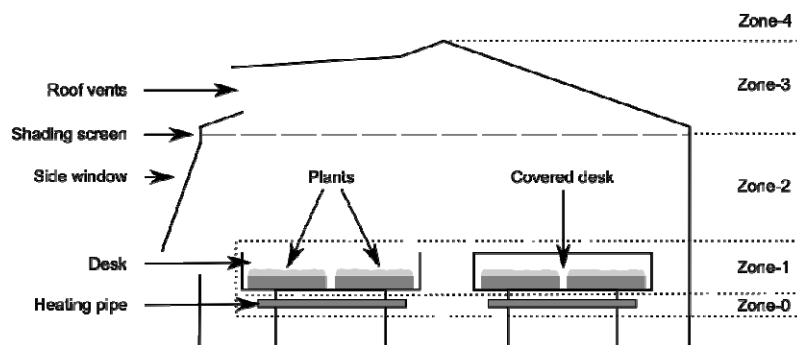 Zone-4
Roof vents
Zone-3
Shading screen
Side window
Plants
Covered desk
Zone-2
Desk
Zone-1
Heating pipe
Zone-0